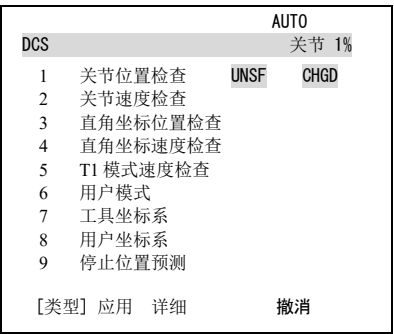 AUTO
DCS 关节 1%
1 关节位置检查 UNSF CHGD
2 关节速度检查
3 直角坐标位置检查
4 直角坐标速度检查
5 T1 模式速度检查
6 用户模式
7 工具坐标系
8 用户坐标系
9 停止位置预测
[类型] 应用 详细 撤消